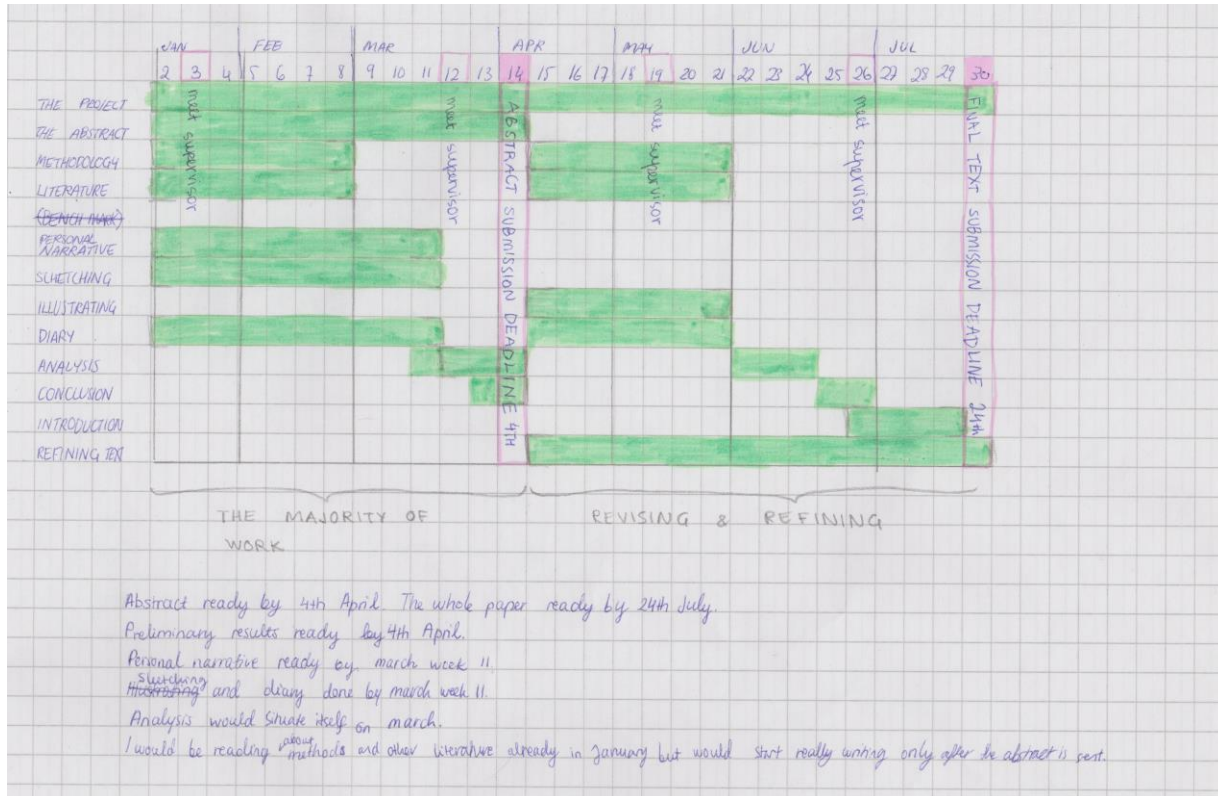 JAN FEB MAR APR MAY JUN JUL
2 3 4 5 6 7 8 9 10 11 12 13 14 15 16 17 18 19 20 21 22 23 24 25 26 27 28 29 30
THE PROJECT
THE ABSTRACT
METHODOLOGY
LITERATURE
(BENCH MARK)
PERSONAL
NARRATIVE
SCHETCHING
ILLUSTRATING
DIARY
ANALYSIS
CONCLUSION
INTRODUCTION
REFINING TEXT
meet supervisor
meet supervisor
ABSTRACT SUBMISSION DEADLINE 4TH
meet supervisor
meet supervisor
FINAL TEXT SUBMISSION DEADLINE 24th
THE MAJORITY OF
WORK
REVISING & REFINING
Abstract ready by 4th April. The whole paper ready by 24th July.
Preliminary results ready by 4th April.
Personal narrative ready by march week 11.
Sketching
and diary done by march week 11.
Analysis would situate itself on march.
I would be reading about methods and other literature already in January but would start really writing only after the abstract is sent.